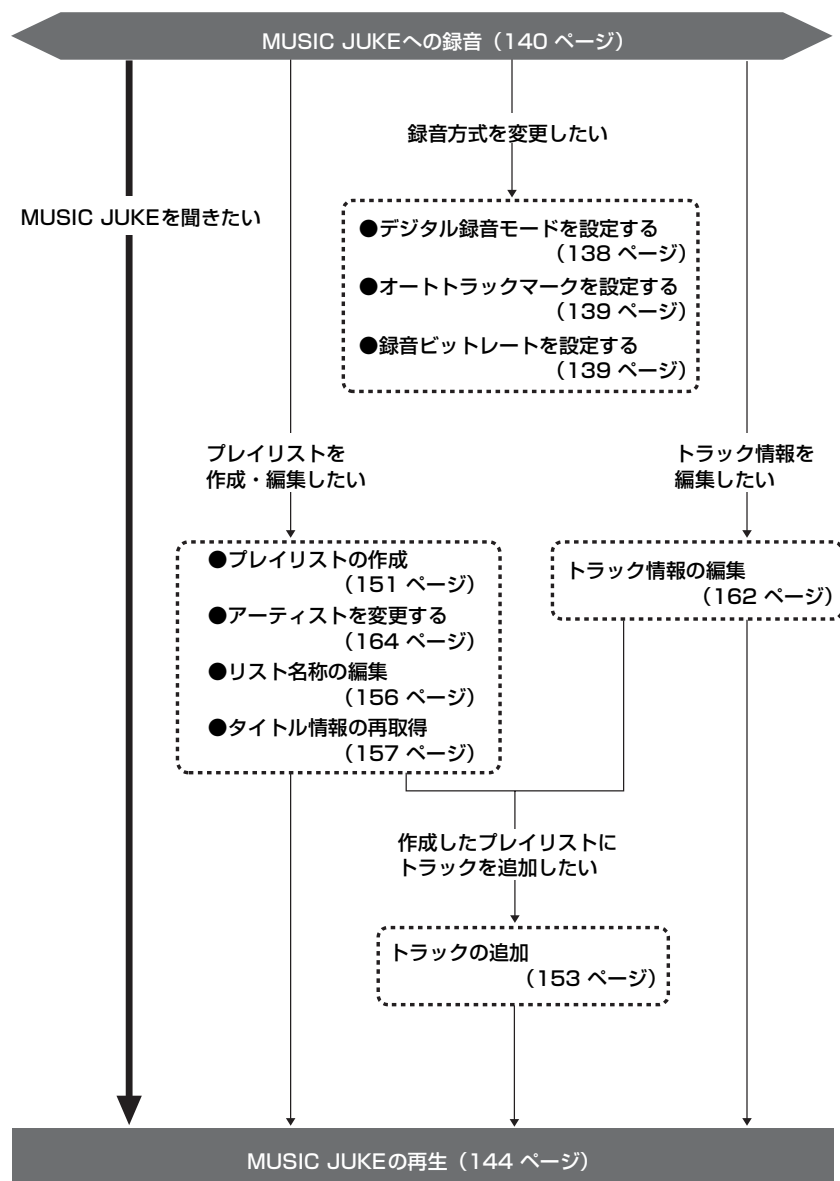 MUSIC JUKEへの録音（140 ページ）
録音方式を変更したい
MUSIC JUKEを聞きたい
●デジタル録音モードを設定する
（138 ページ）
●オートトラックマークを設定する
（139 ページ）
●録音ビットレートを設定する
（139 ページ）
プレイリストを
作成・編集したい
トラック情報を
編集したい
●プレイリストの作成
（151 ページ）
●アーティストを変更する
（164 ページ）
●リスト名称の編集
（156 ページ）
●タイトル情報の再取得
（157 ページ）
トラック情報の編集
（162 ページ）
作成したプレイリストに
トラックを追加したい
トラックの追加
（153 ページ）
MUSIC JUKEの再生（144 ページ）